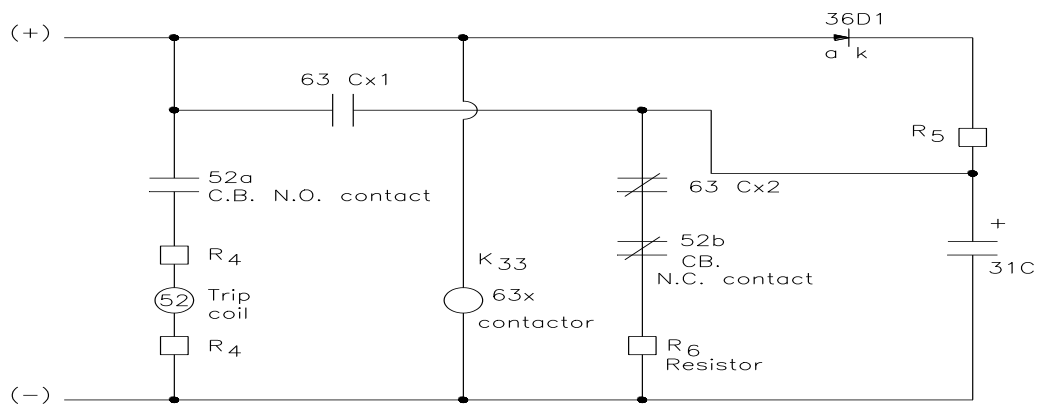 36D1
(+)
a k
63 Cx1
R5
52a
C.B. N.O. contact
63 Cx2
+
52b
CB.
N.C. contact
31C
R4
K33
52
Trip
coil
63x
contactor
R4
R6
Resistor
(-)